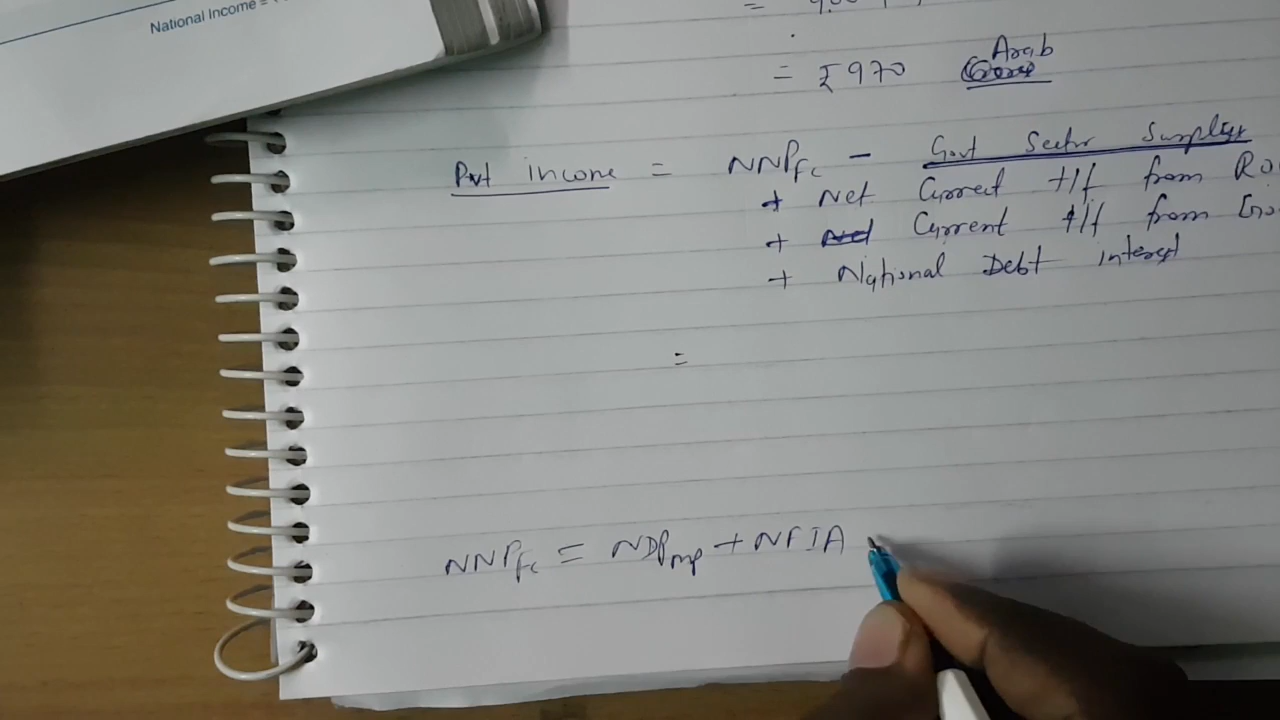 National Income =
=
Arab
= ₹970
Pvt income = NNPfc - Govt Sector Surplus
+ Net Current t/f from
+ Current t/f from
+ National Debt interest
=
NNPfc = NDPmp + NFIA